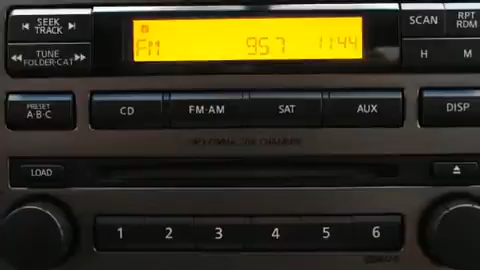 SEEK
TRACK
SCAN
RPT
RDM
FM 957 11:44
TUNE
FOLDER·CAT
H
M
PRESET
A·B·C
CD
FM·AM
SAT
AUX
DISP
LOAD
1 2 3 4 5 6